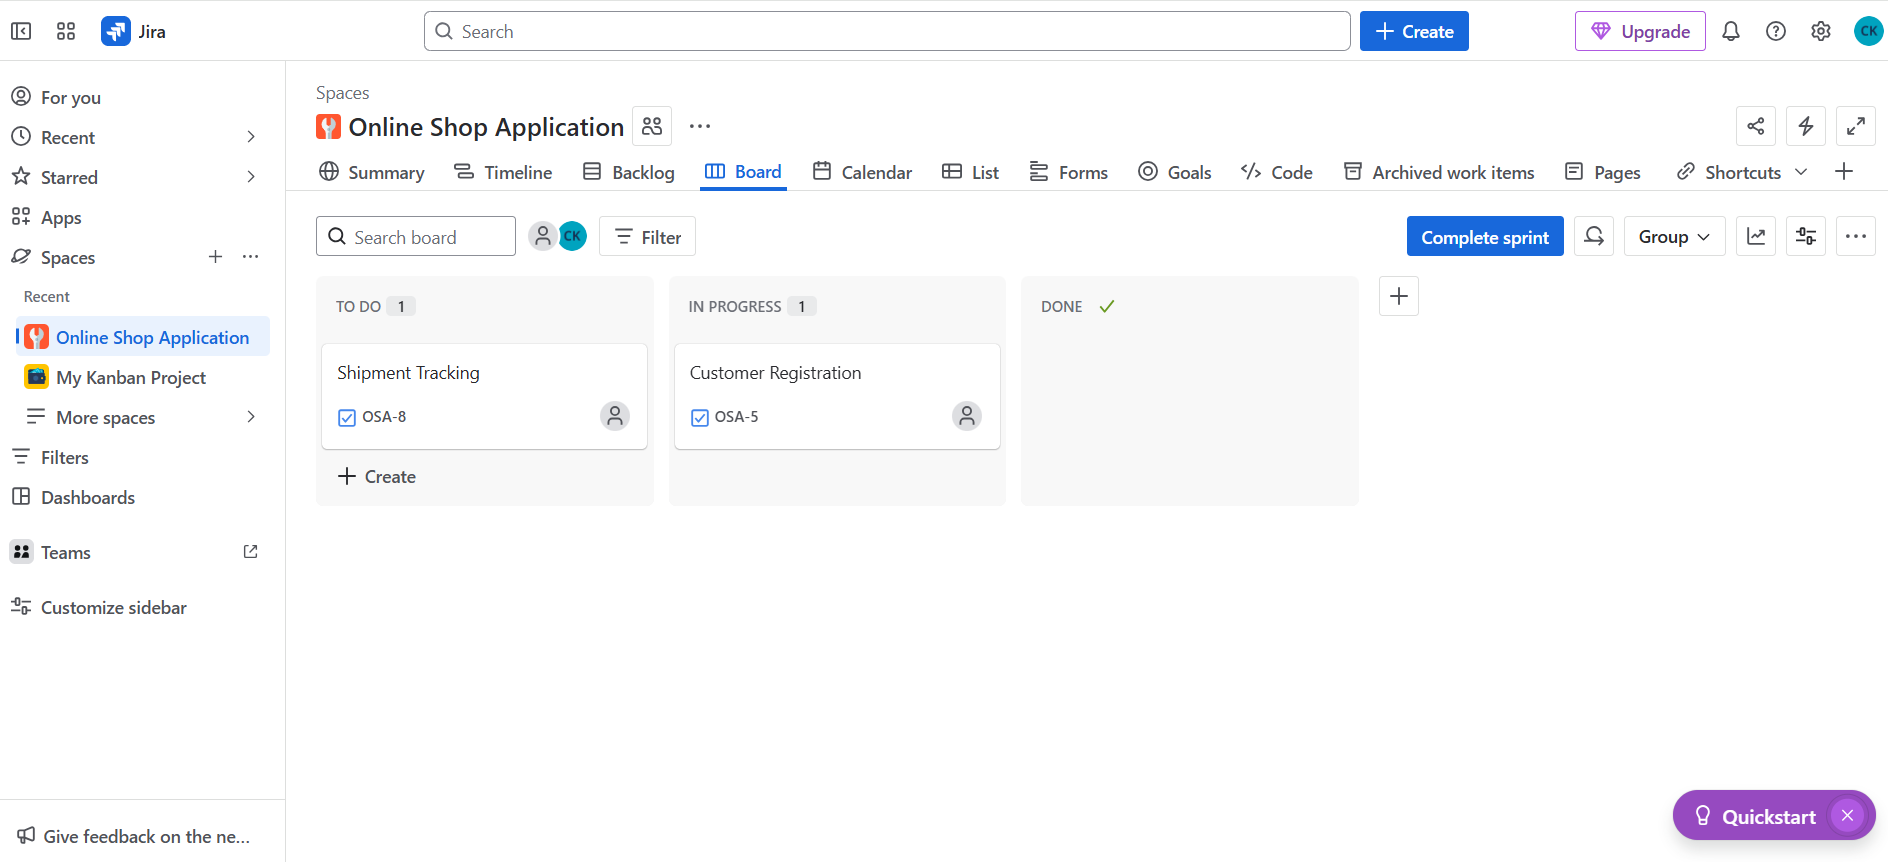 Jira
Search
Create
Upgrade
CK
For you
Recent
Starred
Apps
Spaces
Recent
Online Shop Application
My Kanban Project
More spaces
Filters
Dashboards
Teams
Customize sidebar
Give feedback on the ne...
Spaces
Online Shop Application
Summary Timeline Backlog Board Calendar List Forms Goals Code Archived work items Pages Shortcuts
Search board CK Filter Complete sprint Group
TO DO 1
Shipment Tracking
OSA-8
Create
IN PROGRESS 1
Customer Registration
OSA-5
DONE
Quickstart